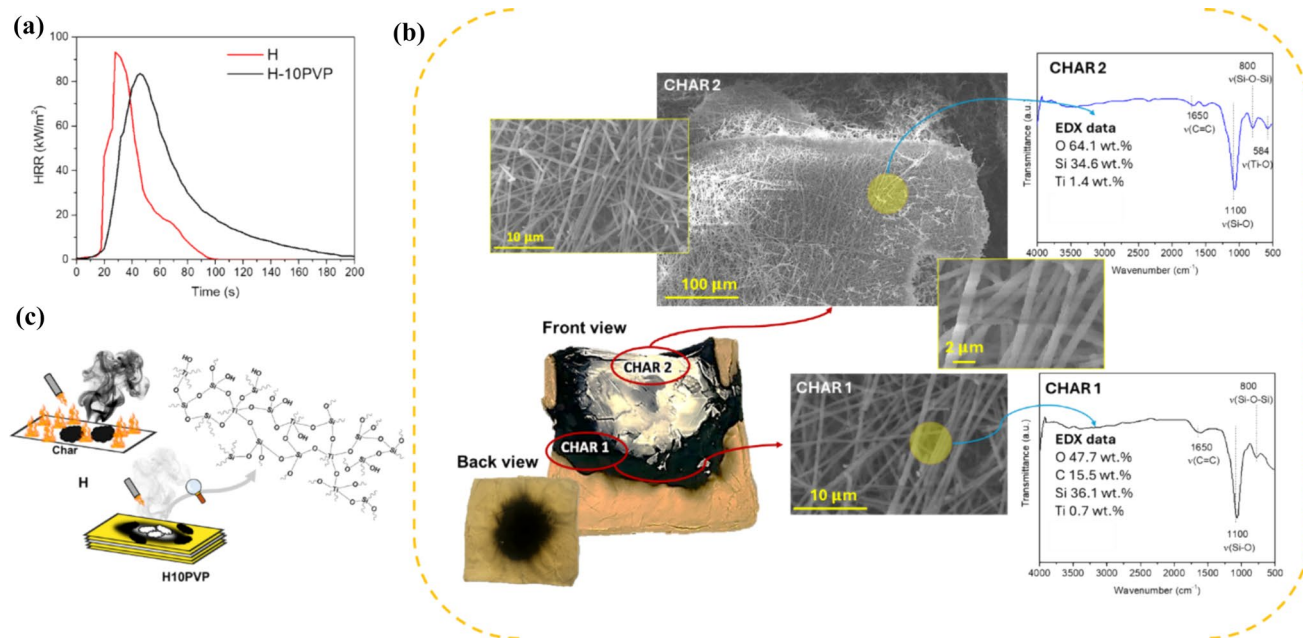 (a)
H
H-10PVP
HRR (kW/m²)
100
80
60
40
20
0
0 20 40 60 80 100 120 140 160 180 200
Time (s)
(b)
CHAR 2
10 µm
100 µm
CHAR 2
800
ν(Si-O-Si)
1650
ν(C=C)
EDX data
O 64.1 wt.%
Si 34.6 wt.%
Ti 1.4 wt.%
584
ν(Ti-O)
1100
ν(Si-O)
Transmittance (a.u.)
4000 3500 3000 2500 2000 1500 1000 500
Wavenumber (cm⁻¹)
2 µm
Front view
CHAR 2
CHAR 1
Back view
CHAR 1
10 µm
CHAR 1
800
ν(Si-O-Si)
EDX data
O 47.7 wt.%
C 15.5 wt.%
Si 36.1 wt.%
Ti 0.7 wt.%
1650
ν(C=C)
1100
ν(Si-O)
Transmittance (a.u.)
4000 3500 3000 2500 2000 1500 1000 500
Wavenumber (cm⁻¹)
(c)
Char
H
H10PVP